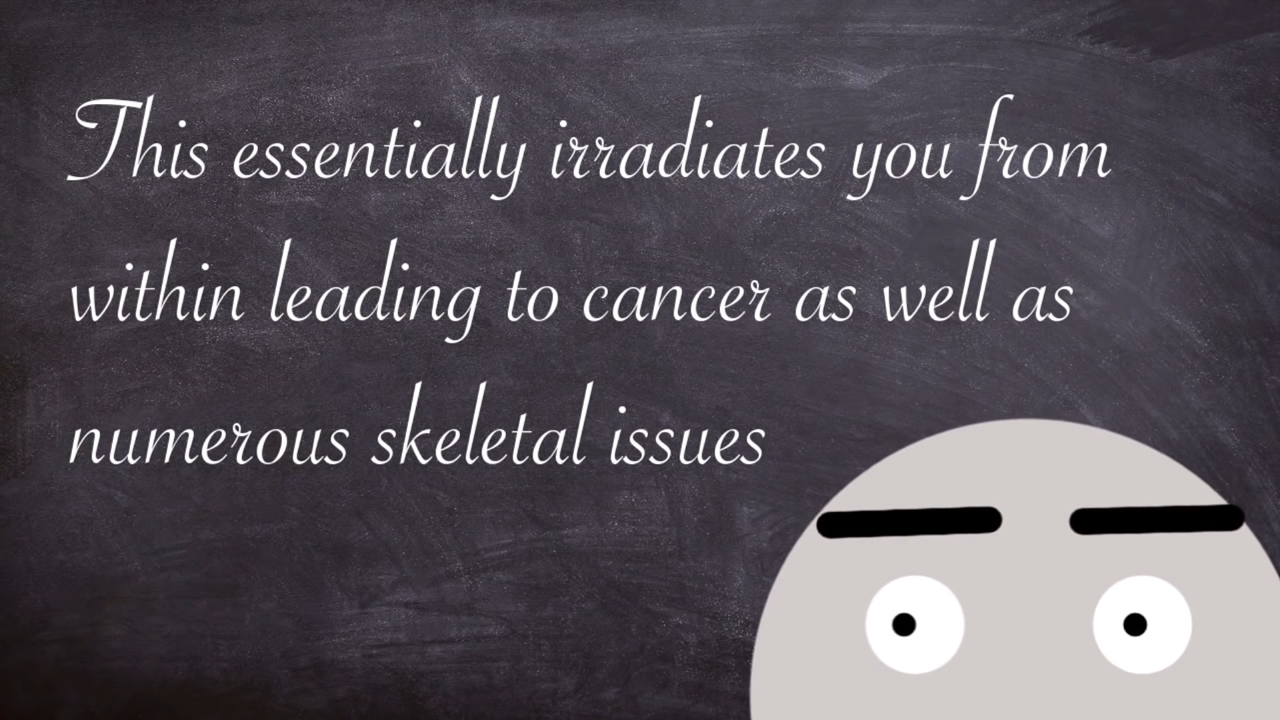 This essentially irradiates you from
within leading to cancer as well as
numerous skeletal issues